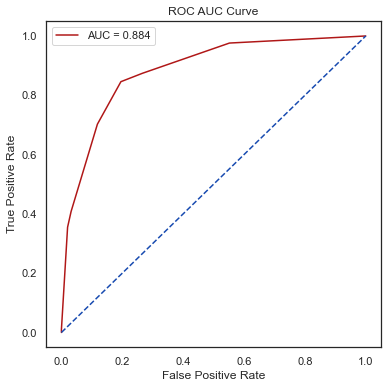 ROC AUC Curve
AUC = 0.884
True Positive Rate
1.0
0.8
0.6
0.4
0.2
0.0
0.0 0.2 0.4 0.6 0.8 1.0
False Positive Rate